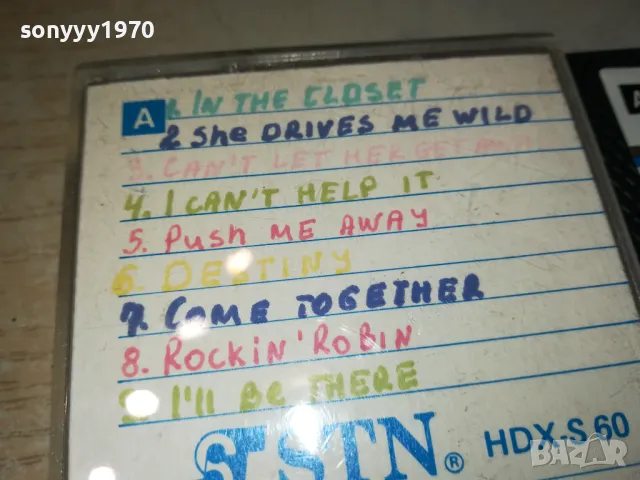 sonyyy1970
A
IN THE CLOSET
2 She DRIVES ME WILD
3. CAN'T LET HER GET AWAY
4. I CAN'T HELP IT
5. Push ME AWAY
6. DESTINY
7. COME TOGETHER
8. ROCKIN' ROBIN
9. I'll BE THERE
STN® HDX-S 60
BAZAR